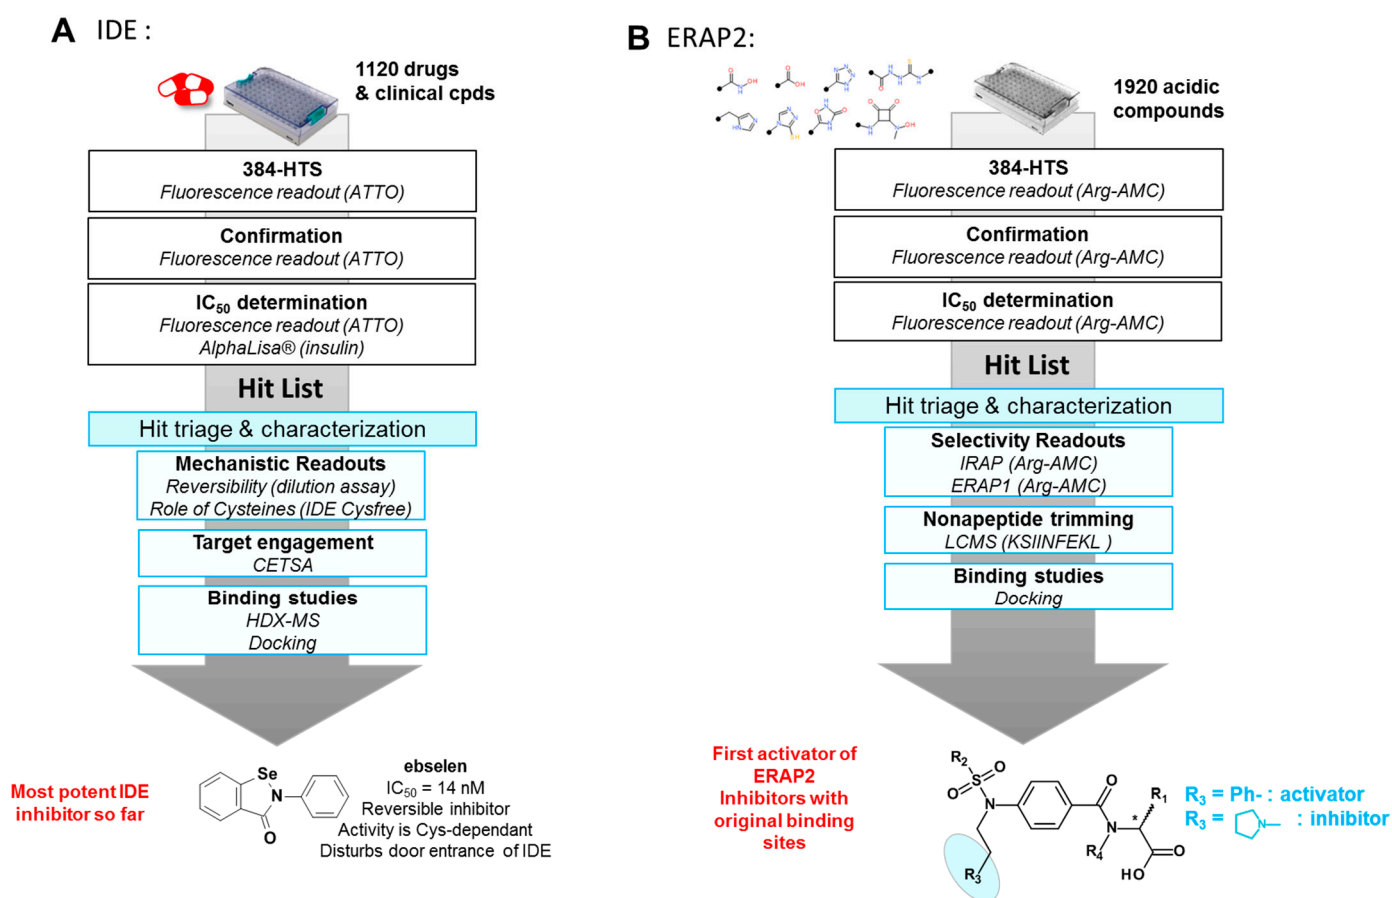 A IDE :
1120 drugs
& clinical cpds
384-HTS
Fluorescence readout (ATTO)
Confirmation
Fluorescence readout (ATTO)
IC50 determination
Fluorescence readout (ATTO)
AlphaLisa® (insulin)
Hit List
Hit triage & characterization
Mechanistic Readouts
Reversibility (dilution assay)
Role of Cysteines (IDE Cysfree)
Target engagement
CETSA
Binding studies
HDX-MS
Docking
Most potent IDE
inhibitor so far
Se
N
O
ebselen
IC50 = 14 nM
Reversible inhibitor
Activity is Cys-dependant
Disturbs door entrance of IDE
B ERAP2:
1920 acidic
compounds
384-HTS
Fluorescence readout (Arg-AMC)
Confirmation
Fluorescence readout (Arg-AMC)
IC50 determination
Fluorescence readout (Arg-AMC)
Hit List
Hit triage & characterization
Selectivity Readouts
IRAP (Arg-AMC)
ERAP1 (Arg-AMC)
Nonapeptide trimming
LCMS (KSIINFEKL )
Binding studies
Docking
First activator of
ERAP2
Inhibitors with
original binding
sites
R2
O
S
O
N
R3
O
R1
N
*
R4
O
HO
R3 = Ph- : activator
R3 = N : inhibitor